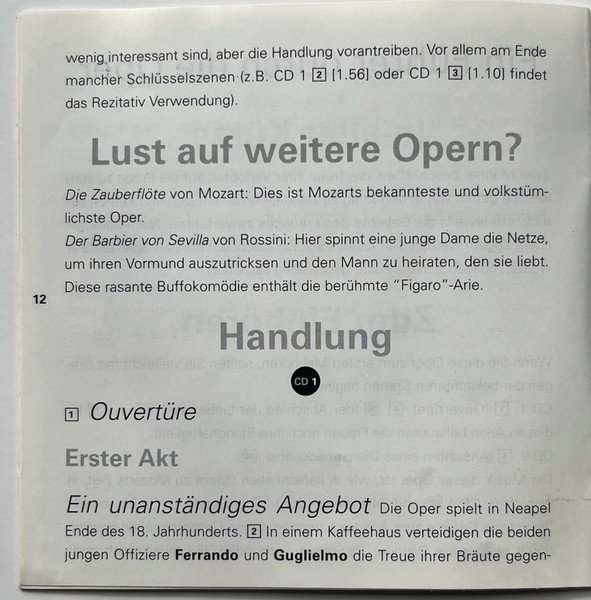 wenig interessant sind, aber die Handlung vorantreiben. Vor allem am Ende
mancher Schlüsselszenen (z.B. CD 1 2 [1.56] oder CD 1 3 [1.10] findet
das Rezitativ Verwendung).
Lust auf weitere Opern?
Die Zauberflöte von Mozart: Dies ist Mozarts bekannteste und volkstüm-
lichste Oper.
Der Barbier von Sevilla von Rossini: Hier spinnt eine junge Dame die Netze,
um ihren Vormund auszutricksen und den Mann zu heiraten, den sie liebt.
Diese rasante Buffokomödie enthält die berühmte “Figaro”-Arie.
12
Handlung
CD 1
1 Ouvertüre
Erster Akt
Ein unanständiges Angebot Die Oper spielt in Neapel
Ende des 18. Jahrhunderts. 2 In einem Kaffeehaus verteidigen die beiden
jungen Offiziere Ferrando und Guglielmo die Treue ihrer Bräute gegen-